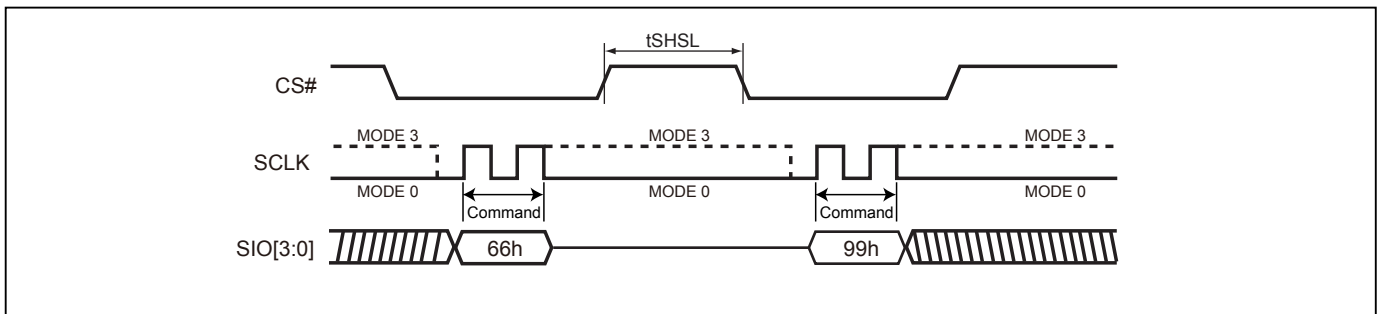 tSHSL
CS#
MODE 3 MODE 3 MODE 3
SCLK
MODE 0 MODE 0 MODE 0
Command Command
SIO[3:0] 66h 99h